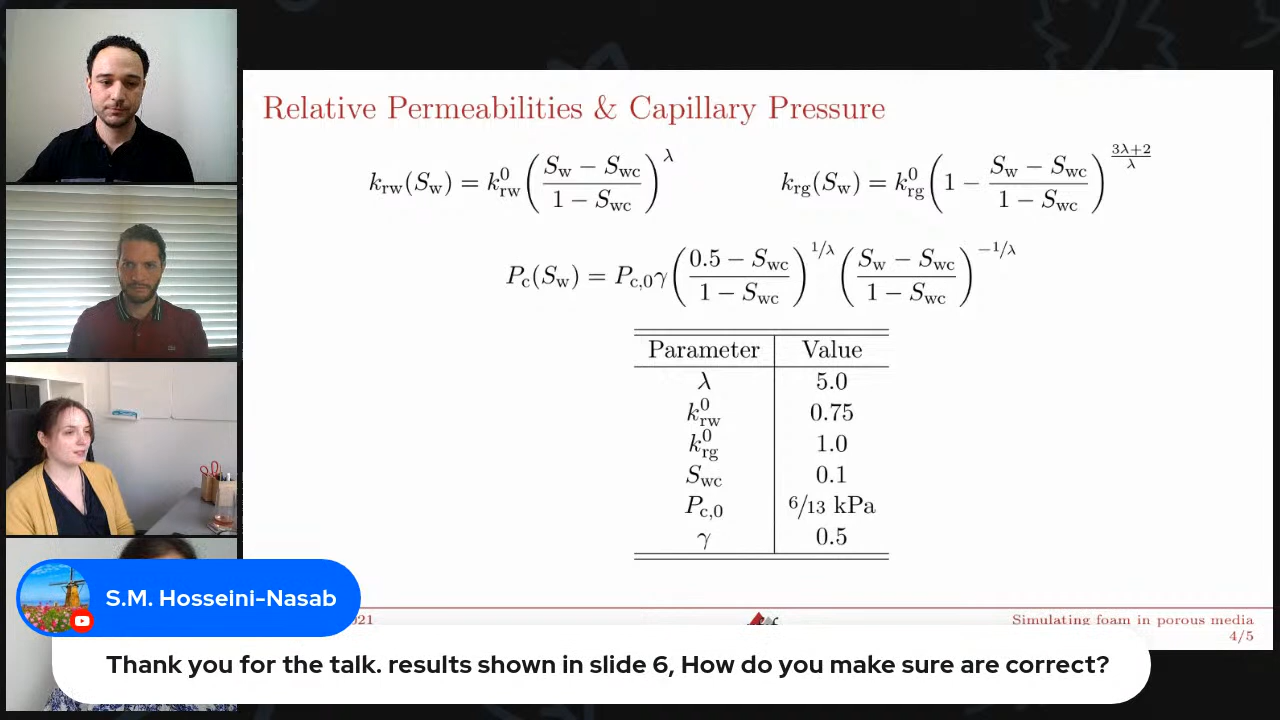 Relative Permeabilities & Capillary Pressure
k_rw(S_w) = k⁰_rw ((S_w − S_wc)/(1 − S_wc))^λ    k_rg(S_w) = k⁰_rg (1 − (S_w − S_wc)/(1 − S_wc))^((3λ+2)/λ)
P_c(S_w) = P_c,0 γ ((0.5 − S_wc)/(1 − S_wc))^(1/λ) ((S_w − S_wc)/(1 − S_wc))^(−1/λ)
Parameter Value
λ 5.0
k⁰_rw 0.75
k⁰_rg 1.0
S_wc 0.1
P_c,0 6/13 kPa
γ 0.5
S.M. Hosseini-Nasab
021
Simulating foam in porous media
4/5
Thank you for the talk. results shown in slide 6, How do you make sure are correct?